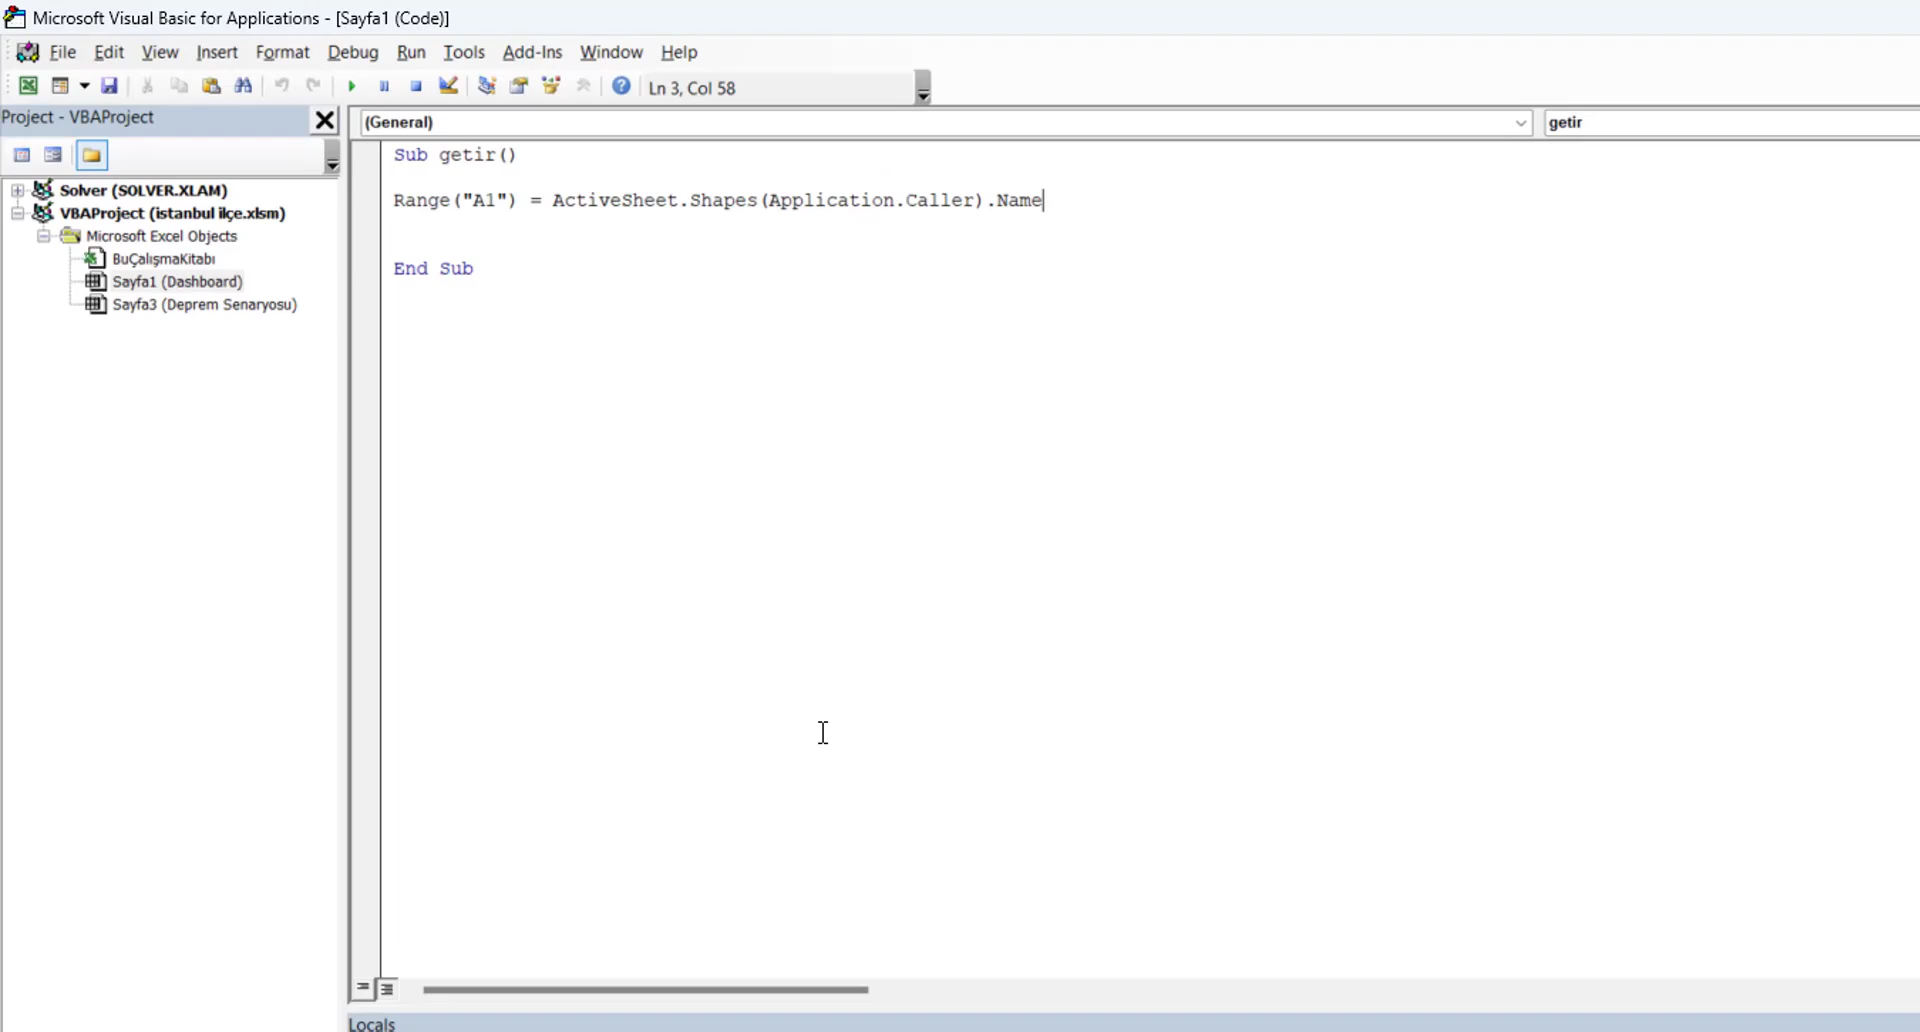 Microsoft Visual Basic for Applications - [Sayfa1 (Code)]
File Edit View Insert Format Debug Run Tools Add-Ins Window Help
Ln 3, Col 58
Project - VBAProject
(General)
getir
Sub getir()
Range("A1") = ActiveSheet.Shapes(Application.Caller).Name
End Sub
Solver (SOLVER.XLAM)
VBAProject (istanbul ilçe.xlsm)
Microsoft Excel Objects
BuÇalışmaKitabı
Sayfa1 (Dashboard)
Sayfa3 (Deprem Senaryosu)
Locals